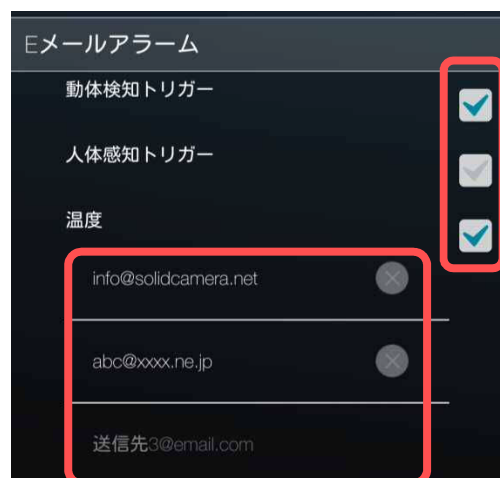 Eメールアラーム
動体検知トリガー
人体感知トリガー
温度
info@solidcamera.net
abc@xxxx.ne.jp
送信先3@email.com